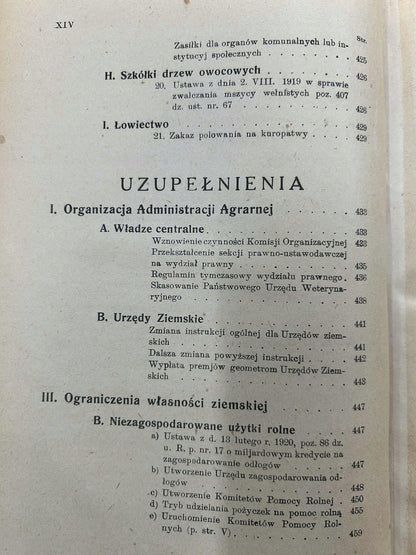 XIV
Str.
Zasiłki dla organów komunalnych lub in-
stytucyj społecznych . . . . . 425
H. Szkółki drzew owocowych . . . . . 426
20. Ustawa z dnia 2. VIII. 1919 w sprawie
zwalczania mszycy wełnistych poz. 407
dz. ust. nr. 67 . . . . . 426
I. Łowiectwo . . . . . 429
21. Zakaz polowania na kuropatwy . . . 429
UZUPEŁNIENIA
I. Organizacja Administracji Agrarnej . . . 433
A. Władze centralne . . . . . 433
Wznowienie czynności Komisji Organizacyjnej 433
Przekształcenie sekcji prawno-ustawodawczej
na wydział prawny . . . . . 435
Regulamin tymczasowy wydziału prawnego . 436
Skasowanie Państwowego Urzędu Weteryna-
ryjnego . . . . . 438
B. Urzędy Ziemskie . . . . . 441
Zmiana instrukcji ogólnej dla Urzędów ziem-
skich . . . . . 441
Dalsza zmiana powyższej instrukcji . . . 442
Wypłata premjów geometrom Urzędów Ziem-
skich . . . . . 443
III. Ograniczenia własności ziemskiej . . . 447
B. Niezagospodarowane użytki rolne . . . 447
a) Ustawa z d. 13 lutego r. 1920, poz. 86 dz.
u. R. p. nr. 17 o miljardowym kredycie na
zagospodarowanie odłogów . . . 447
b) Utworzenie Urzędu zagospodarowania od-
łogów . . . . . 448
c) Utworzenie Komitetów Pomocy Rolnej . . 450
d) Tryb udzielania pożyczek na pomoc rolną 455
e) Uruchomienie Komitetów Pomocy Rol-
nych (p. str. V) . . . . . 459